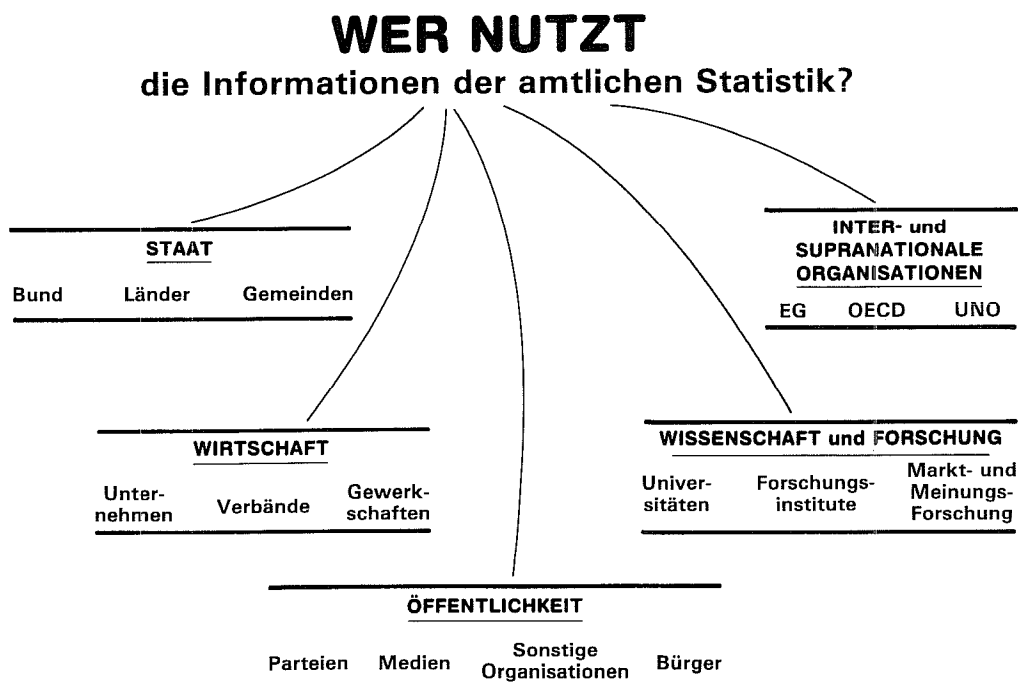 WER NUTZT
die Informationen der amtlichen Statistik?
STAAT
Bund Länder Gemeinden
INTER- und
SUPRANATIONALE
ORGANISATIONEN
EG OECD UNO
WIRTSCHAFT
Unter-
nehmen
Verbände
Gewerk-
schaften
WISSENSCHAFT und FORSCHUNG
Univer-
sitäten
Forschungs-
institute
Markt- und
Meinungs-
Forschung
ÖFFENTLICHKEIT
Parteien
Medien
Sonstige
Organisationen
Bürger